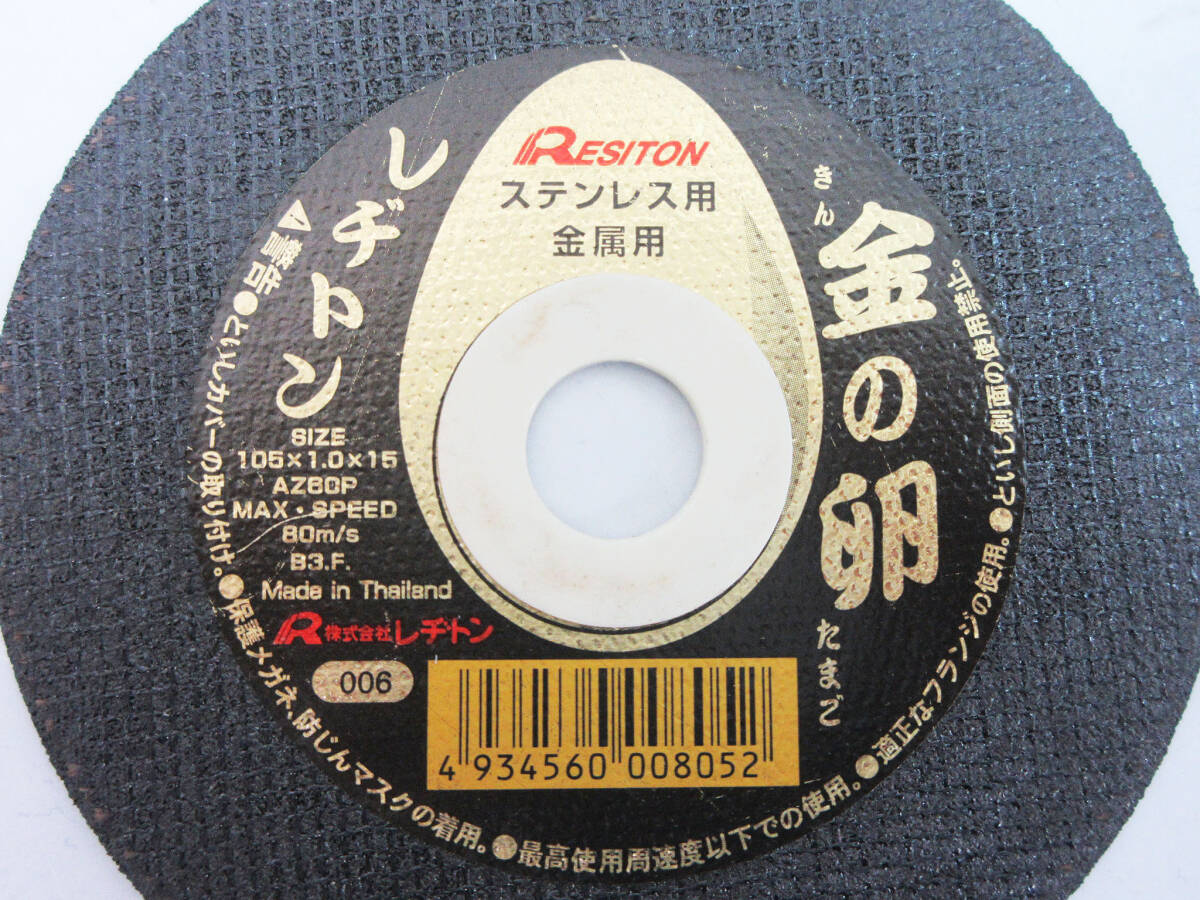 RESITON
ステンレス用
金属用
レヂトン
きん
金の卵
たまご
SIZE
105×1.0×15
AZ60P
MAX・SPEED
80m/s
B3.F.
Made in Thailand
R 株式会社レヂトン
006
4 934560 008052
⚠警告●といしカバーの取り付け。●保護メガネ、防じんマスクの着用。●最高使用周速度以下での使用。●適正なフランジの使用。●といし側面の使用禁止。